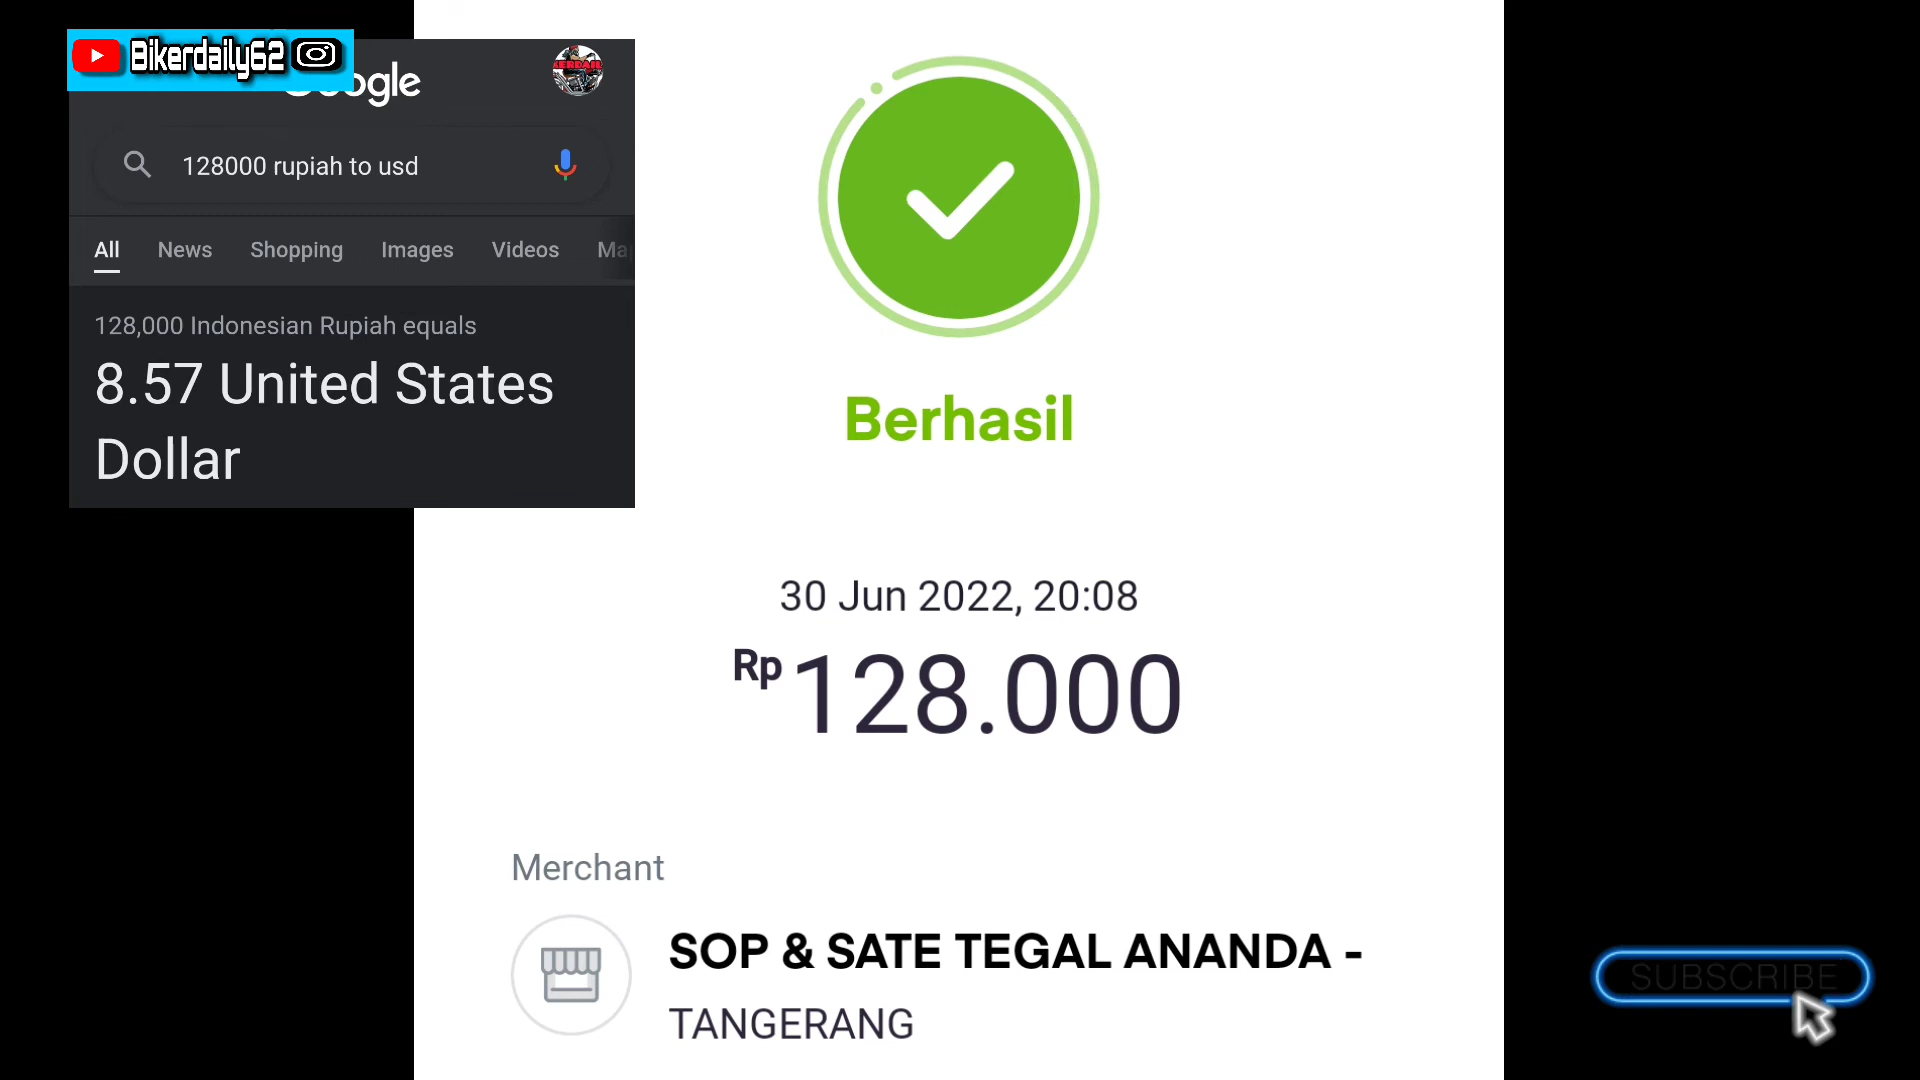 Bikerdaily62
128000 rupiah to usd
All News Shopping Images Videos
128,000 Indonesian Rupiah equals
8.57 United States
Dollar
Berhasil
30 Jun 2022, 20:08
Rp 128.000
Merchant
SOP & SATE TEGAL ANANDA -
TANGERANG
SUBSCRIBE